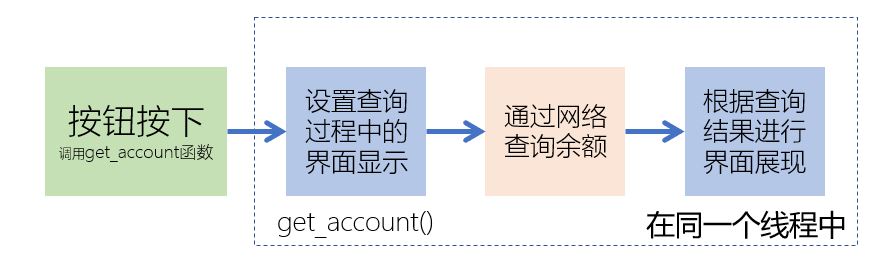 按钮按下
调用get_account函数
设置查询
过程中的
界面显示
通过网络
查询余额
根据查询
结果进行
界面展现
get_account()
在同一个线程中